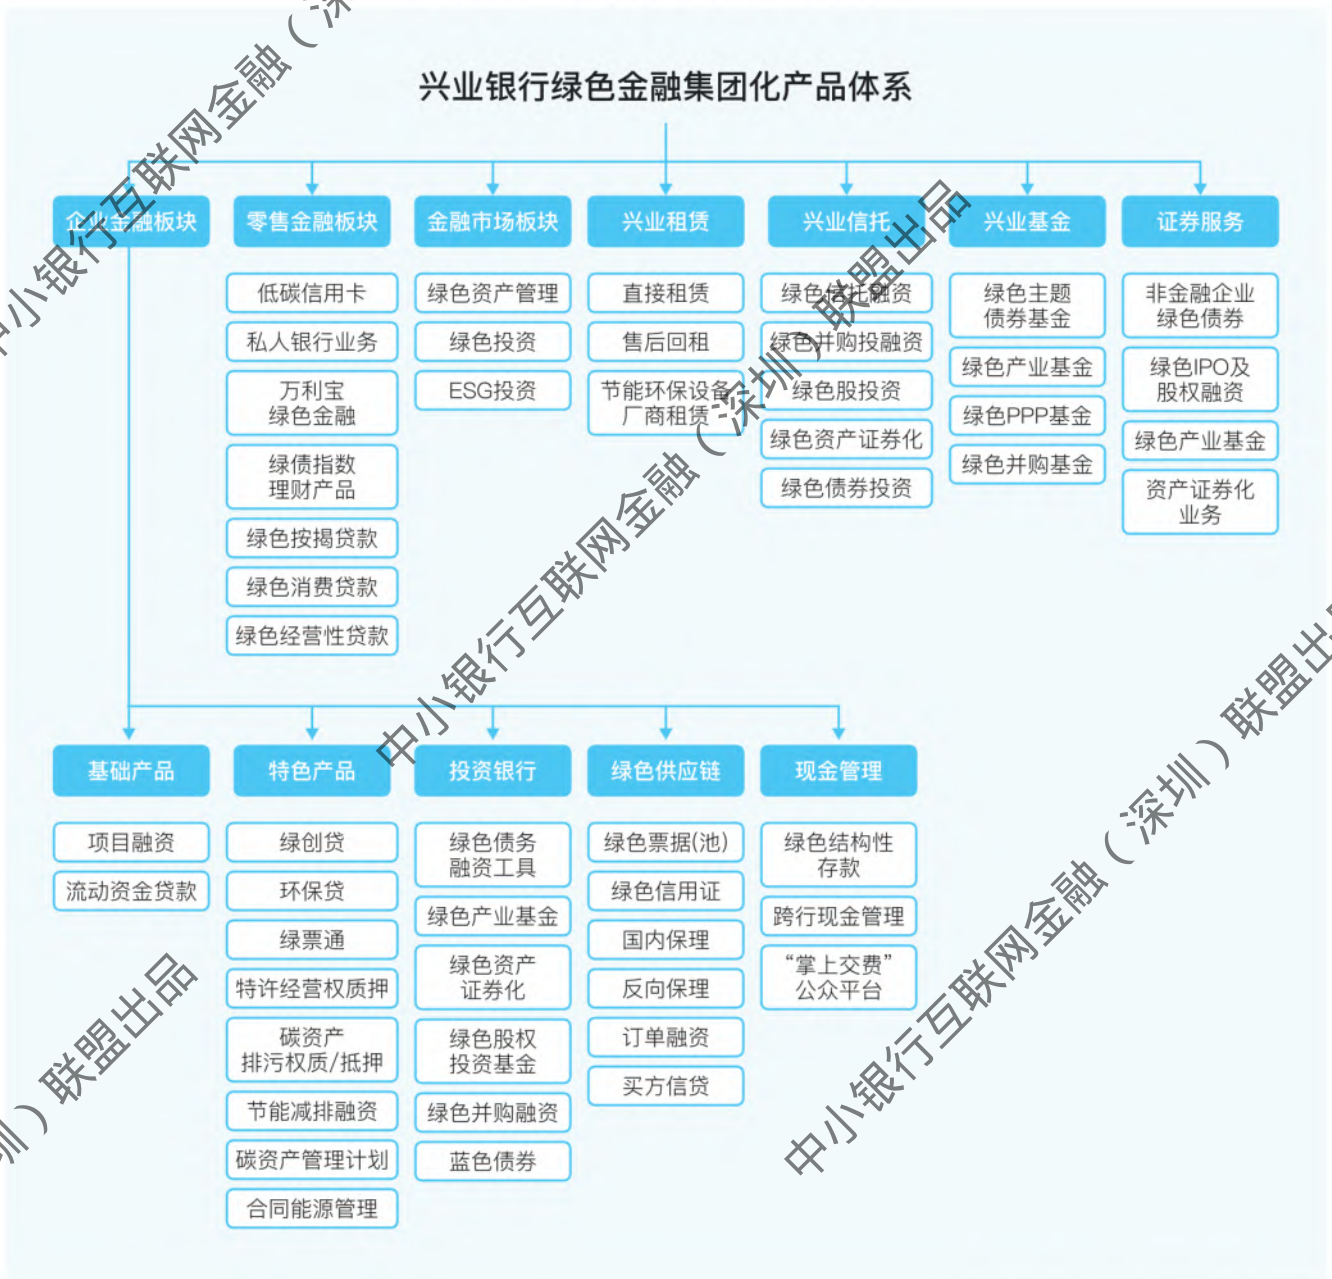 兴业银行绿色金融集团化产品体系
企业金融板块
零售金融板块
金融市场板块
兴业租赁
兴业信托
兴业基金
证券服务
低碳信用卡
私人银行业务
万利宝
绿色金融
绿债指数
理财产品
绿色按揭贷款
绿色消费贷款
绿色经营性贷款
绿色资产管理
绿色投资
ESG投资
直接租赁
售后回租
节能环保设备
厂商租赁
绿色信托融资
绿色并购投融资
绿色股投资
绿色资产证券化
绿色债券投资
绿色主题
债券基金
绿色产业基金
绿色PPP基金
绿色并购基金
非金融企业
绿色债券
绿色IPO及
股权融资
绿色产业基金
资产证券化
业务
基础产品
特色产品
投资银行
绿色供应链
现金管理
项目融资
流动资金贷款
绿创贷
环保贷
绿票通
特许经营权质押
碳资产
排污权质/抵押
节能减排融资
碳资产管理计划
合同能源管理
绿色债务
融资工具
绿色产业基金
绿色资产
证券化
绿色股权
投资基金
绿色并购融资
蓝色债券
绿色票据(池)
绿色信用证
国内保理
反向保理
订单融资
买方信贷
绿色结构性
存款
跨行现金管理
“掌上交费”
公众平台
中小银行互联网金融（深
中小银行互联网金融（深圳）联盟出品
圳）联盟出品
中小银行互联网金融（深圳）联盟出